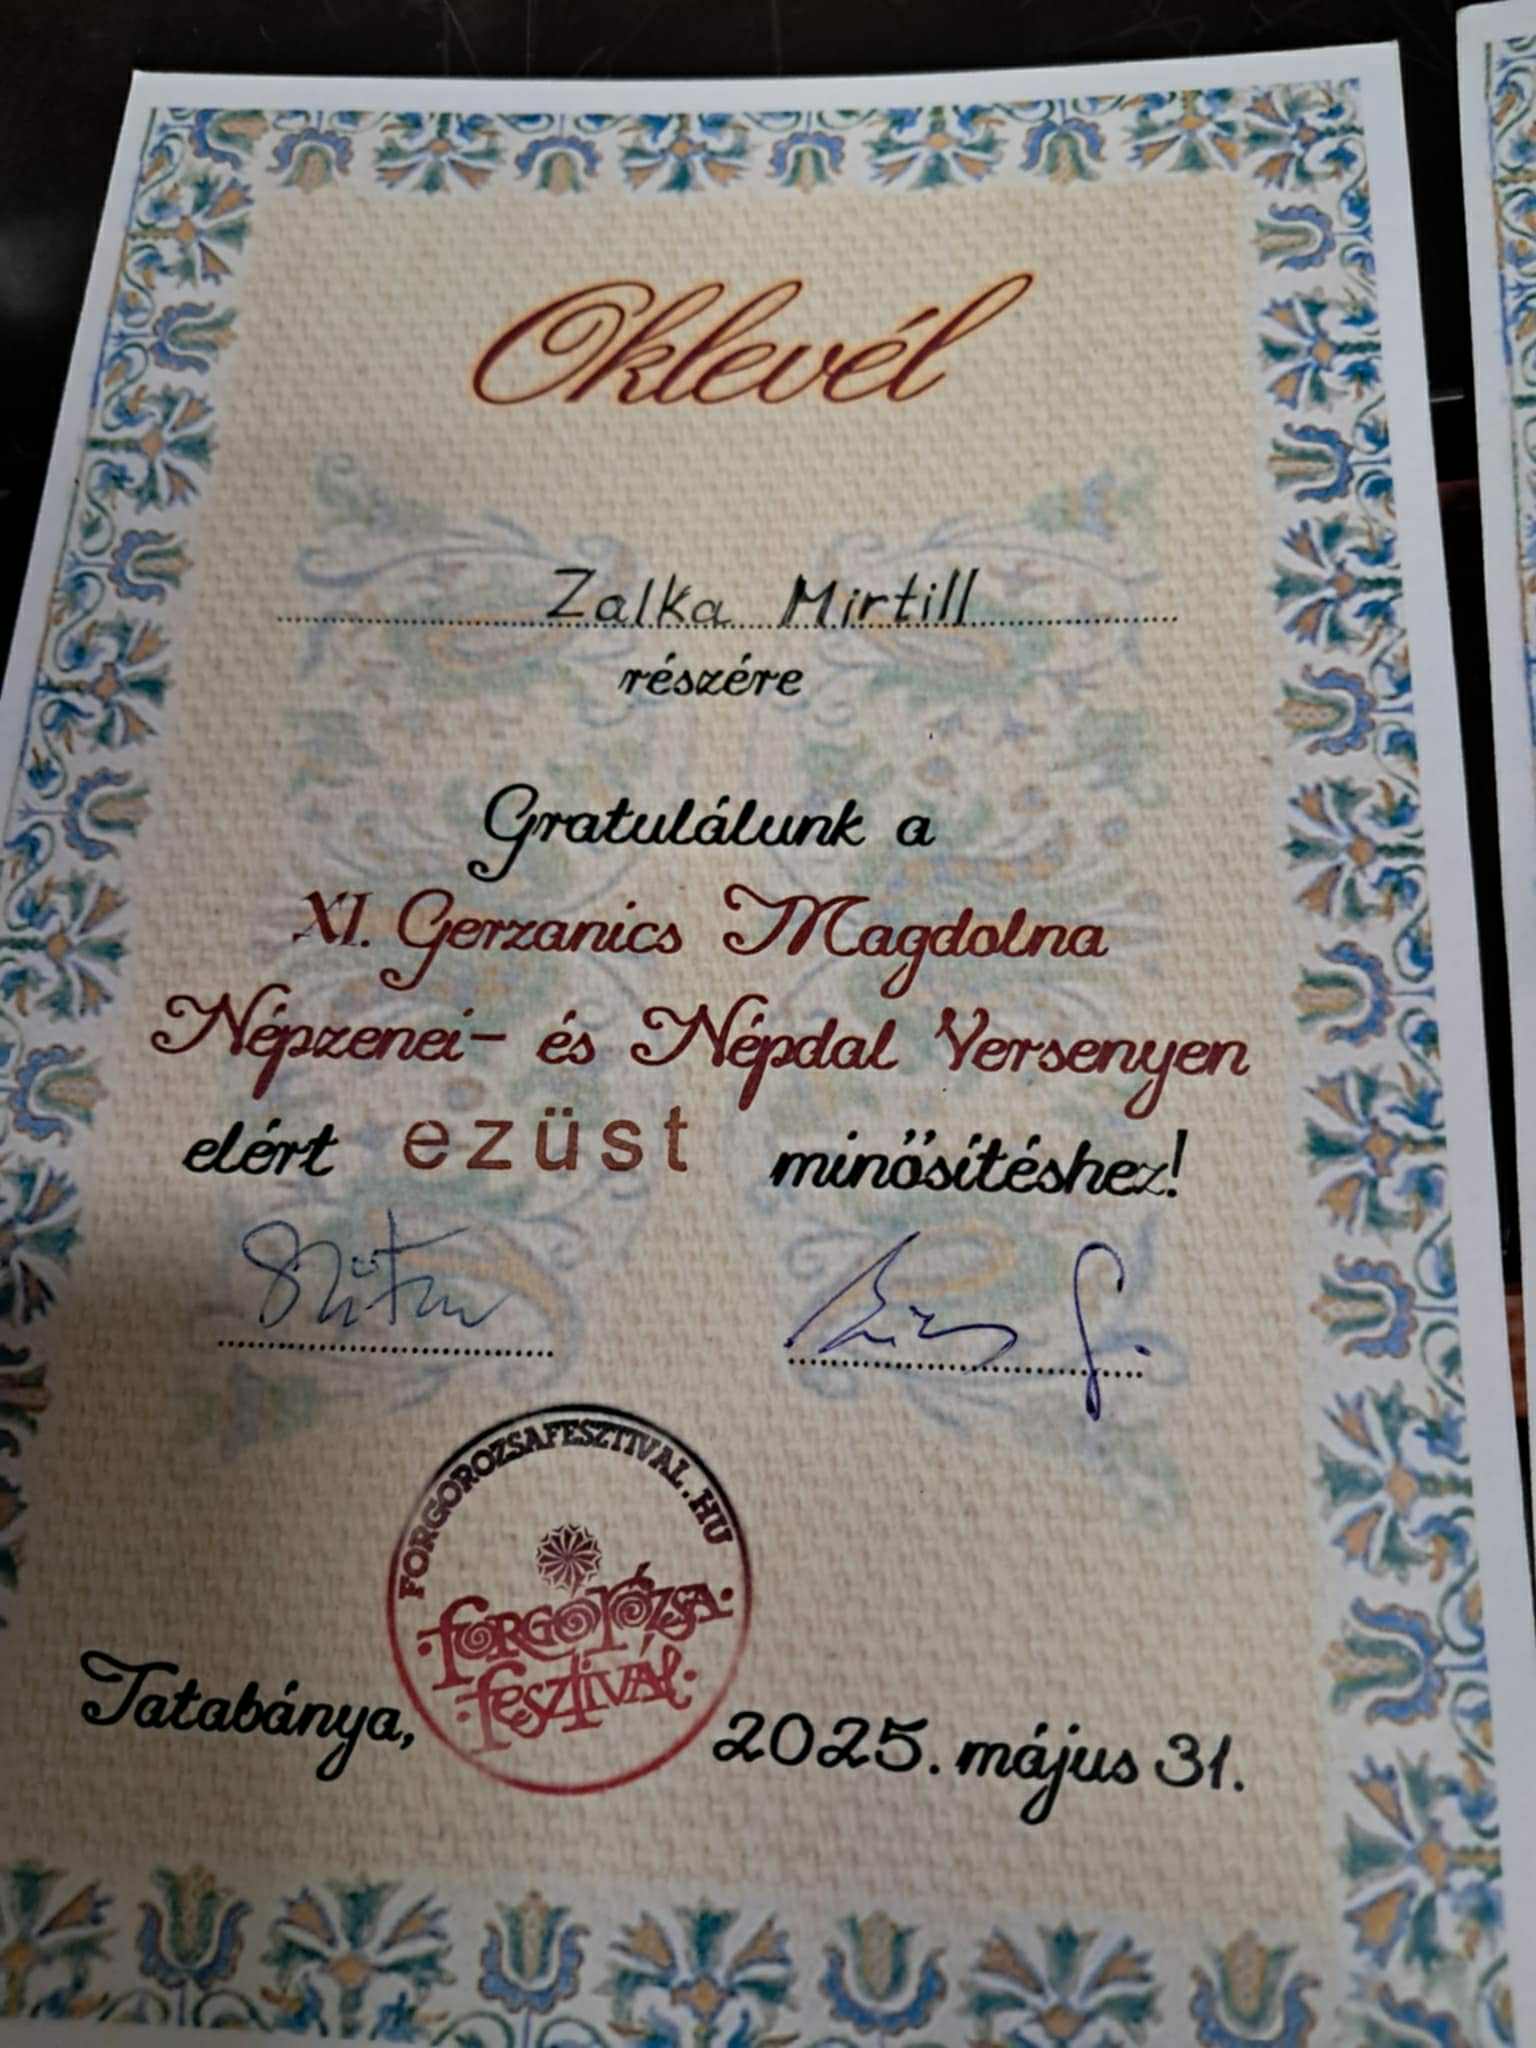 Oklevél
Zalka Mirtill
részére
Gratulálunk a
XI. Gerzanics Magdolna
Népzenei- és Népdal Versenyen
elért ezüst minősítéshez!
FORGOROZSAFESZTIVAL.HU
FORGÓRÓZSA
FESZTIVÁL
Tatabánya, 2025. május 31.